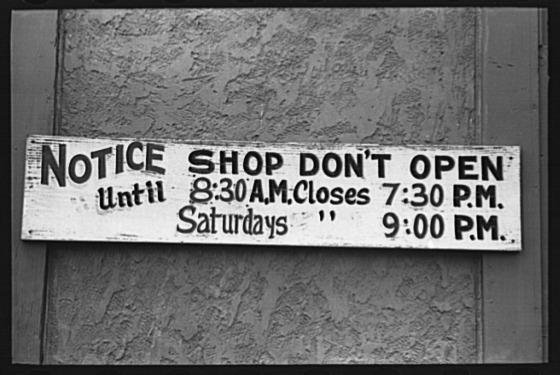 NOTICE SHOP DON'T OPEN
Until 8:30 A.M. Closes 7:30 P.M.
Saturdays " 9:00 P.M.